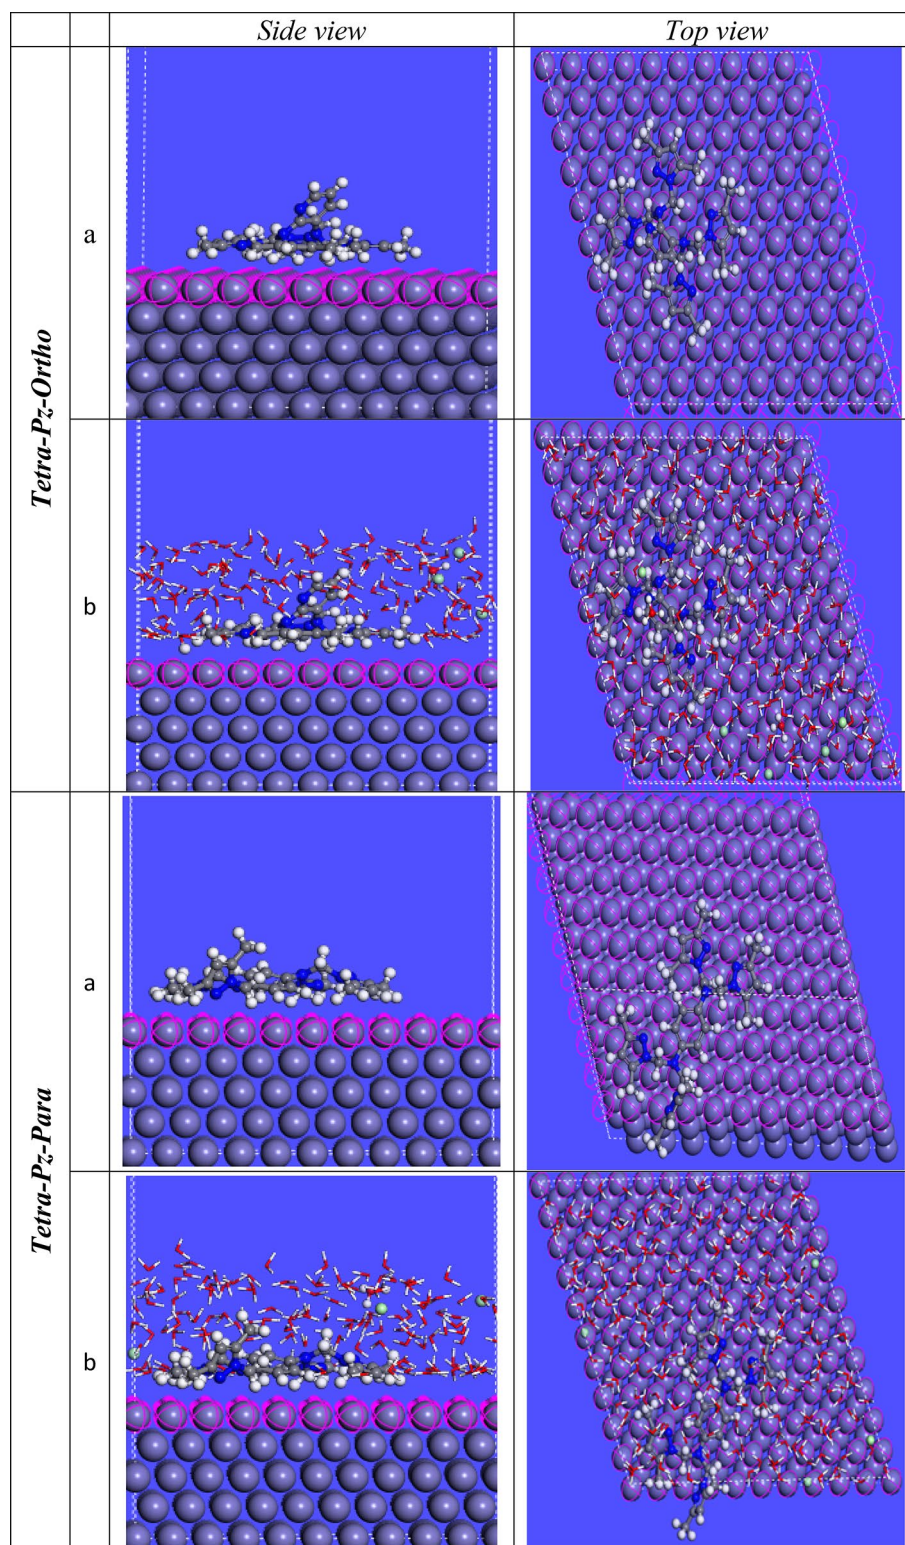 Side view
Top view
Tetra-Pz-Ortho
a
b
Tetra-Pz-Para
a
b